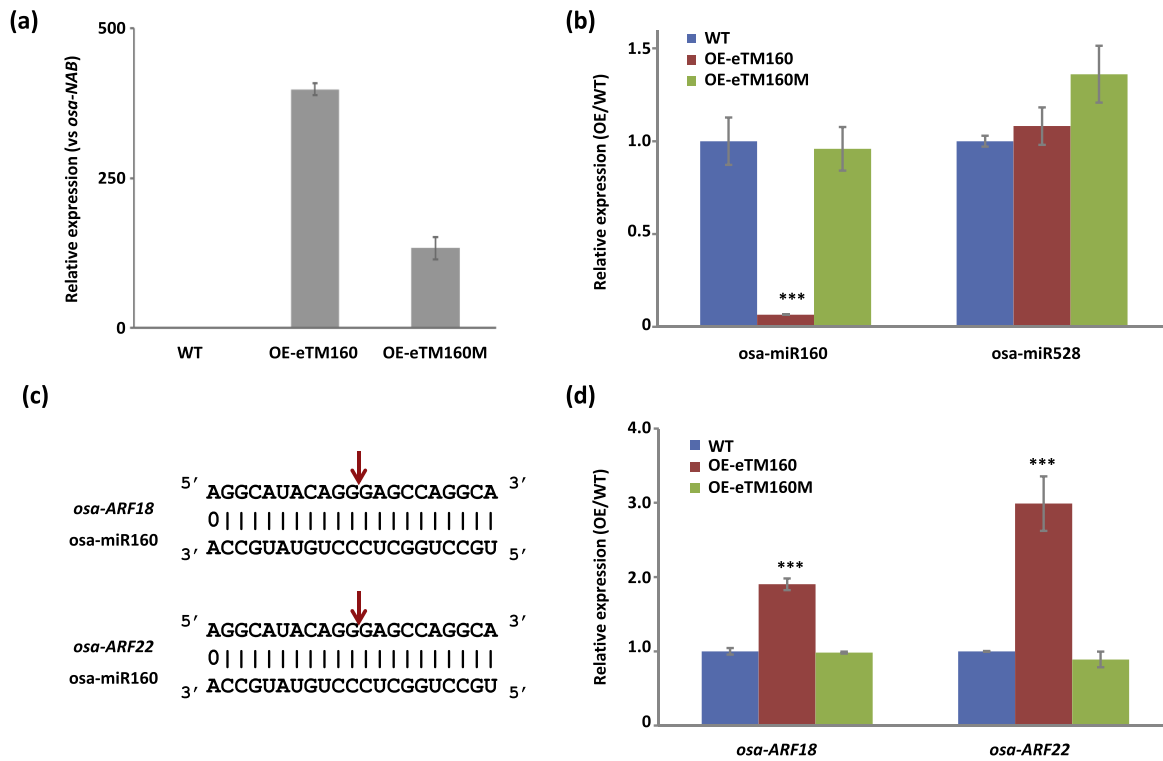 (a)
Relative expression (vs osa-NAB)
500
250
0
WT
OE-eTM160
OE-eTM160M
(b)
Relative expression (OE/WT)
WT
OE-eTM160
OE-eTM160M
1.5
1.0
0.5
0
***
osa-miR160
osa-miR528
(c)
5′ AGGCAUACAGGGAGCCAGGCA 3′
osa-ARF18
O||||||||||||||||||||
osa-miR160
3′ ACCGUAUGUCCCUCGGUCCGU 5′
5′ AGGCAUACAGGGAGCCAGGCA 3′
osa-ARF22
O||||||||||||||||||||
osa-miR160
3′ ACCGUAUGUCCCUCGGUCCGU 5′
(d)
Relative expression (OE/WT)
WT
OE-eTM160
OE-eTM160M
4.0
3.0
2.0
1.0
0
***
***
osa-ARF18
osa-ARF22